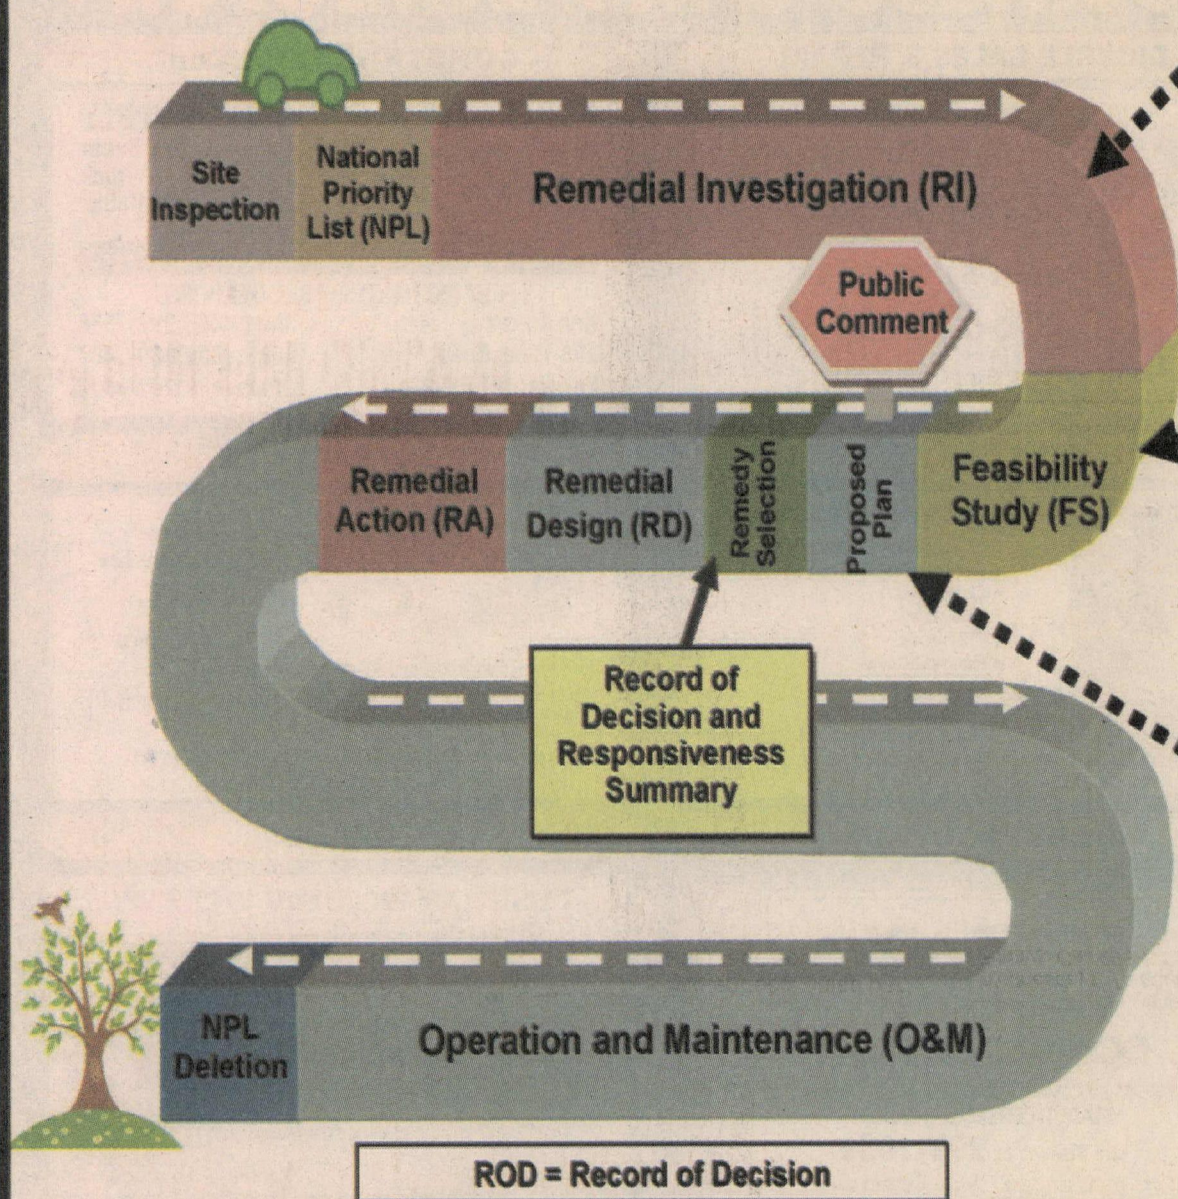 Site
Inspection
National
Priority
List (NPL)
Remedial Investigation (RI)
Public
Comment
Remedial
Action (RA)
Remedial
Design (RD)
Remedy
Selection
Proposed
Plan
Feasibility
Study (FS)
Record of
Decision and
Responsiveness
Summary
NPL
Deletion
Operation and Maintenance (O&M)
ROD = Record of Decision